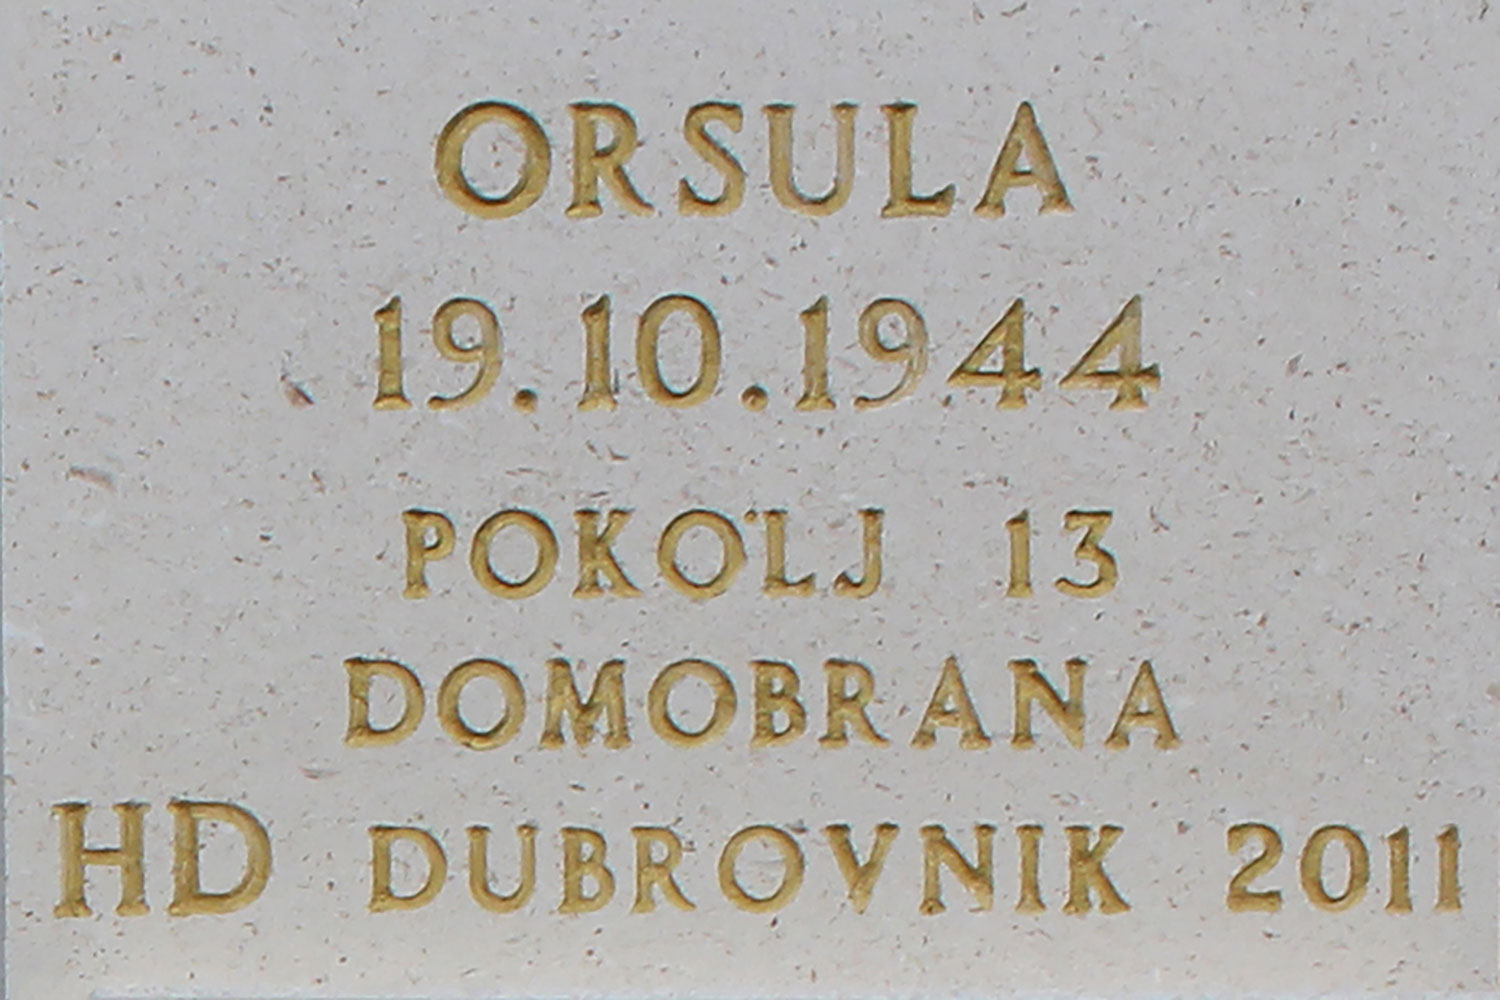 ORSULA
19.10.1944
POKOLJ 13
DOMOBRANA
HD DUBROVNIK 2011